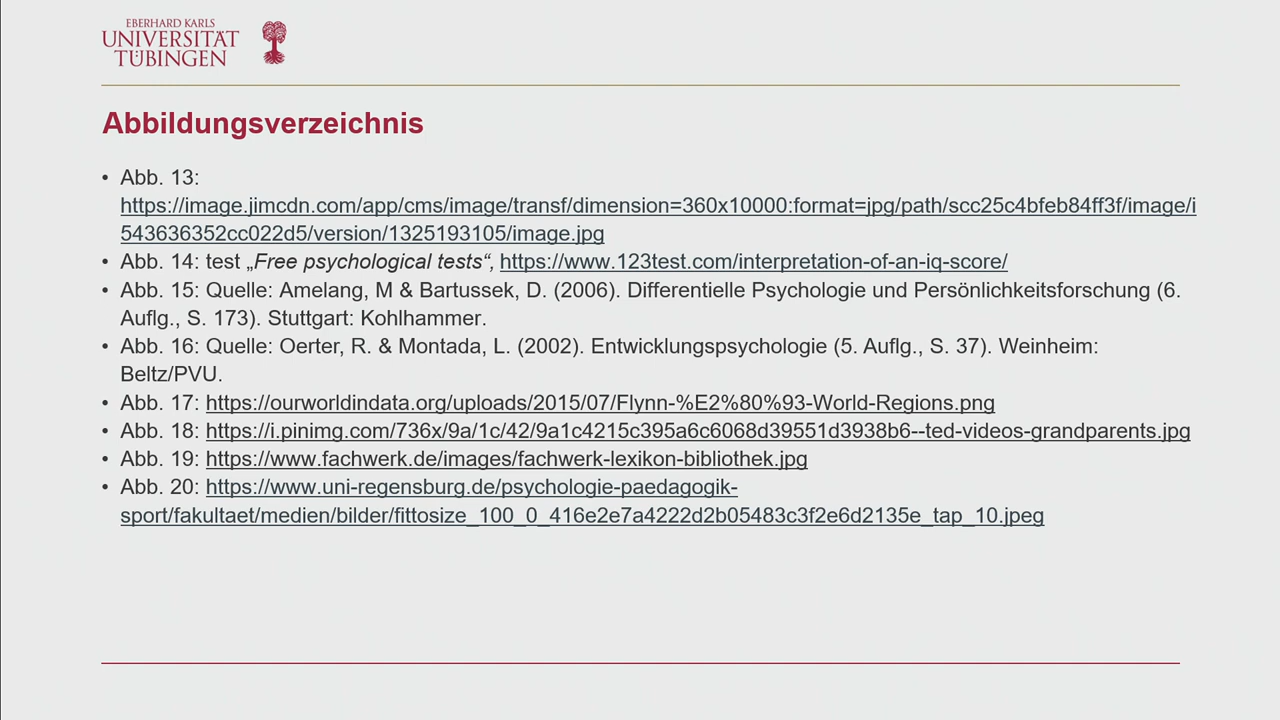 EBERHARD KARLS
UNIVERSITÄT
TÜBINGEN
Abbildungsverzeichnis
• Abb. 13:
https://image.jimcdn.com/app/cms/image/transf/dimension=360x10000:format=jpg/path/scc25c4bfeb84ff3f/image/i
543636352cc022d5/version/1325193105/image.jpg
• Abb. 14: test „Free psychological tests“, https://www.123test.com/interpretation-of-an-iq-score/
• Abb. 15: Quelle: Amelang, M & Bartussek, D. (2006). Differentielle Psychologie und Persönlichkeitsforschung (6.
Auflg., S. 173). Stuttgart: Kohlhammer.
• Abb. 16: Quelle: Oerter, R. & Montada, L. (2002). Entwicklungspsychologie (5. Auflg., S. 37). Weinheim:
Beltz/PVU.
• Abb. 17: https://ourworldindata.org/uploads/2015/07/Flynn-%E2%80%93-World-Regions.png
• Abb. 18: https://i.pinimg.com/736x/9a/1c/42/9a1c4215c395a6c6068d39551d3938b6--ted-videos-grandparents.jpg
• Abb. 19: https://www.fachwerk.de/images/fachwerk-lexikon-bibliothek.jpg
• Abb. 20: https://www.uni-regensburg.de/psychologie-paedagogik-
sport/fakultaet/medien/bilder/fittosize_100_0_416e2e7a4222d2b05483c3f2e6d2135e_tap_10.jpeg